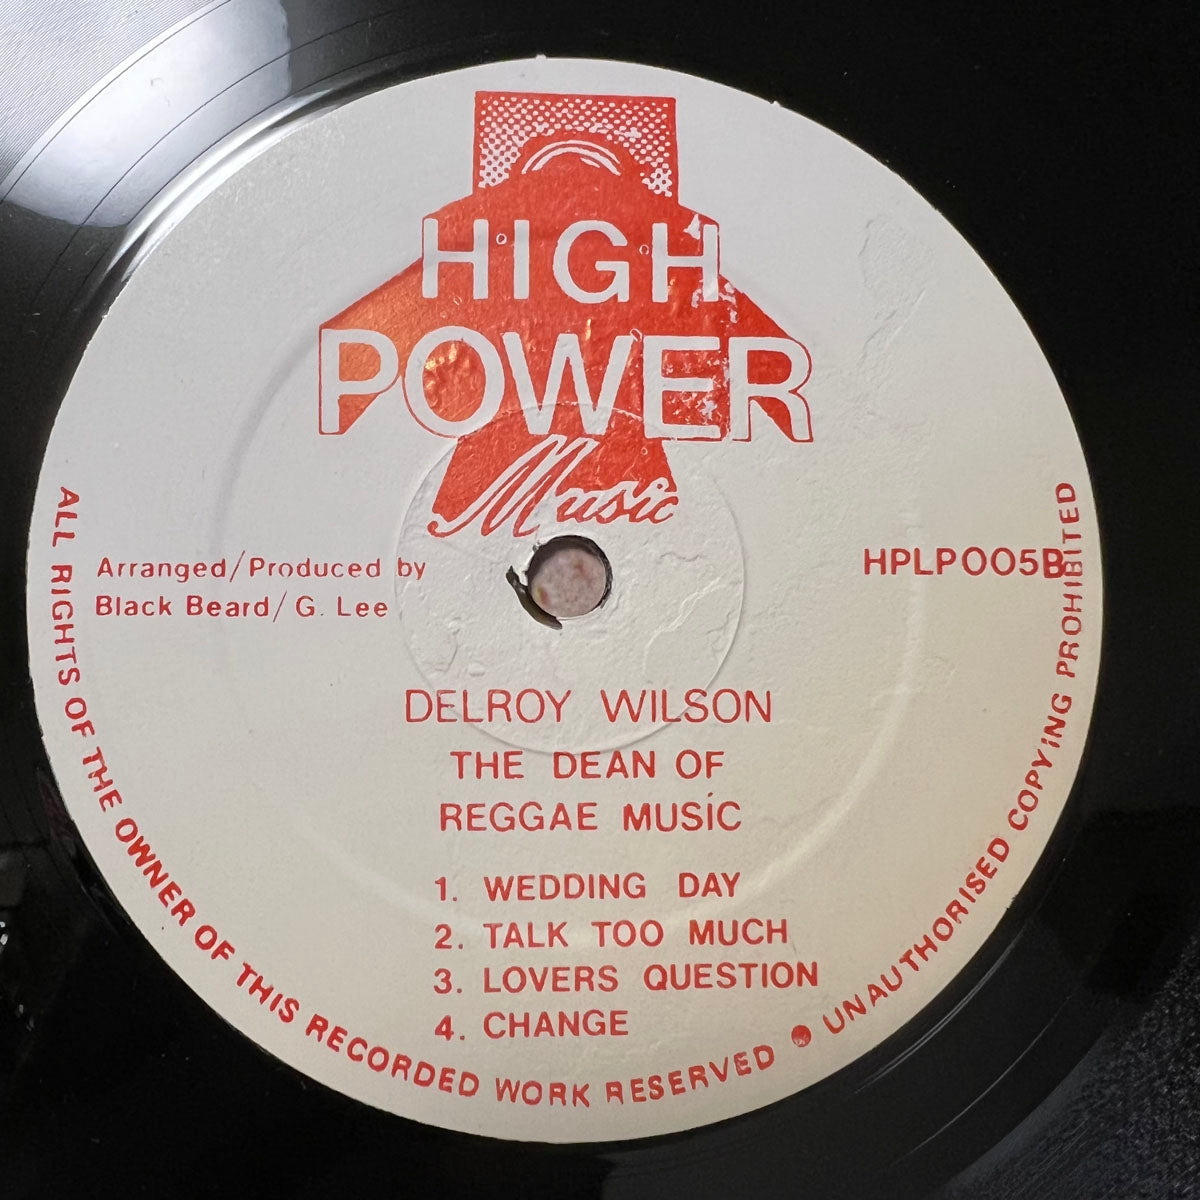 HIGH
POWER
Music
Arranged/Produced by
Black Beard/ G. Lee
HPLP005B
DELROY WILSON
THE DEAN OF
REGGAE MUSIC
1. WEDDING DAY
2. TALK TOO MUCH
3. LOVERS QUESTION
4. CHANGE
ALL RIGHTS OF THE OWNER OF THIS RECORDED WORK RESERVED ● UNAUTHORISED COPYING PROHIBITED